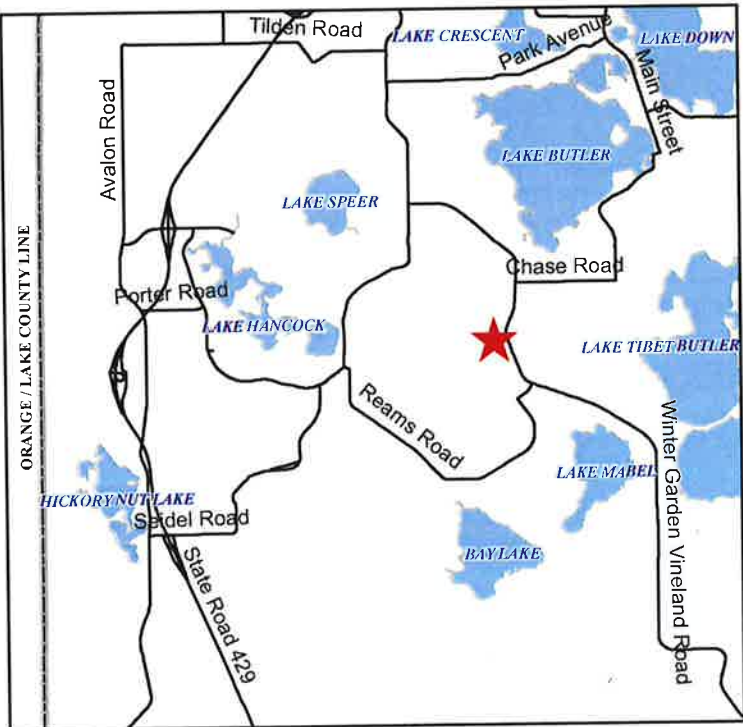 Tilden Road
LAKE CRESCENT
Park Avenue
LAKE DOWN
Main Street
Avalon Road
LAKE BUTLER
LAKE SPEER
ORANGE / LAKE COUNTY LINE
Chase Road
Porter Road
LAKE HANCOCK
LAKE TIBET BUTLER
Reams Road
Winter Garden Vineland Road
LAKE MABEL
HICKORYNUT LAKE
Seidel Road
BAY LAKE
State Road 429